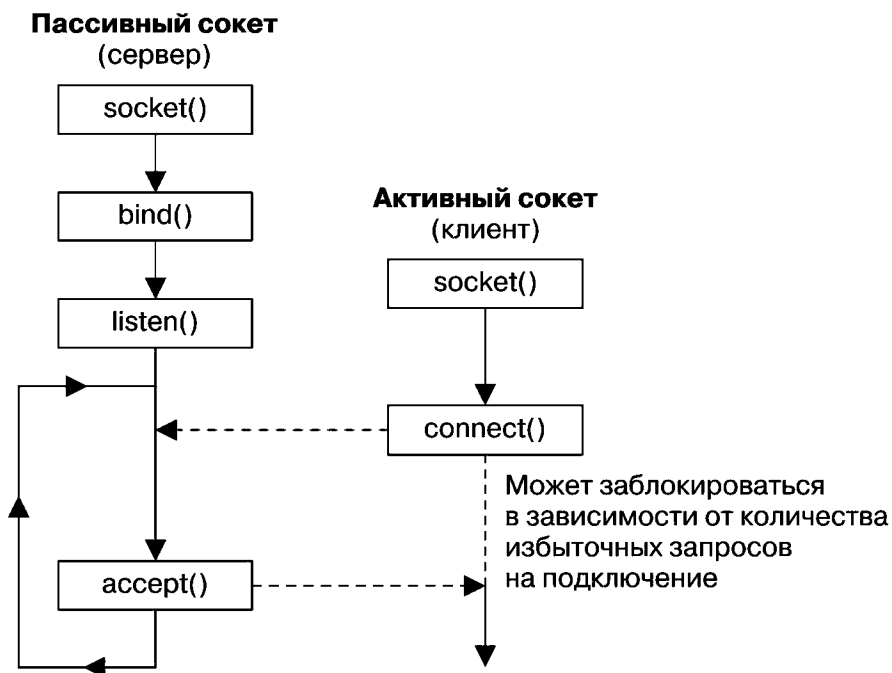 Пассивный сокет
(сервер)
socket()
bind()
listen()
accept()
Активный сокет
(клиент)
socket()
connect()
Может заблокироваться
в зависимости от количества
избыточных запросов
на подключение